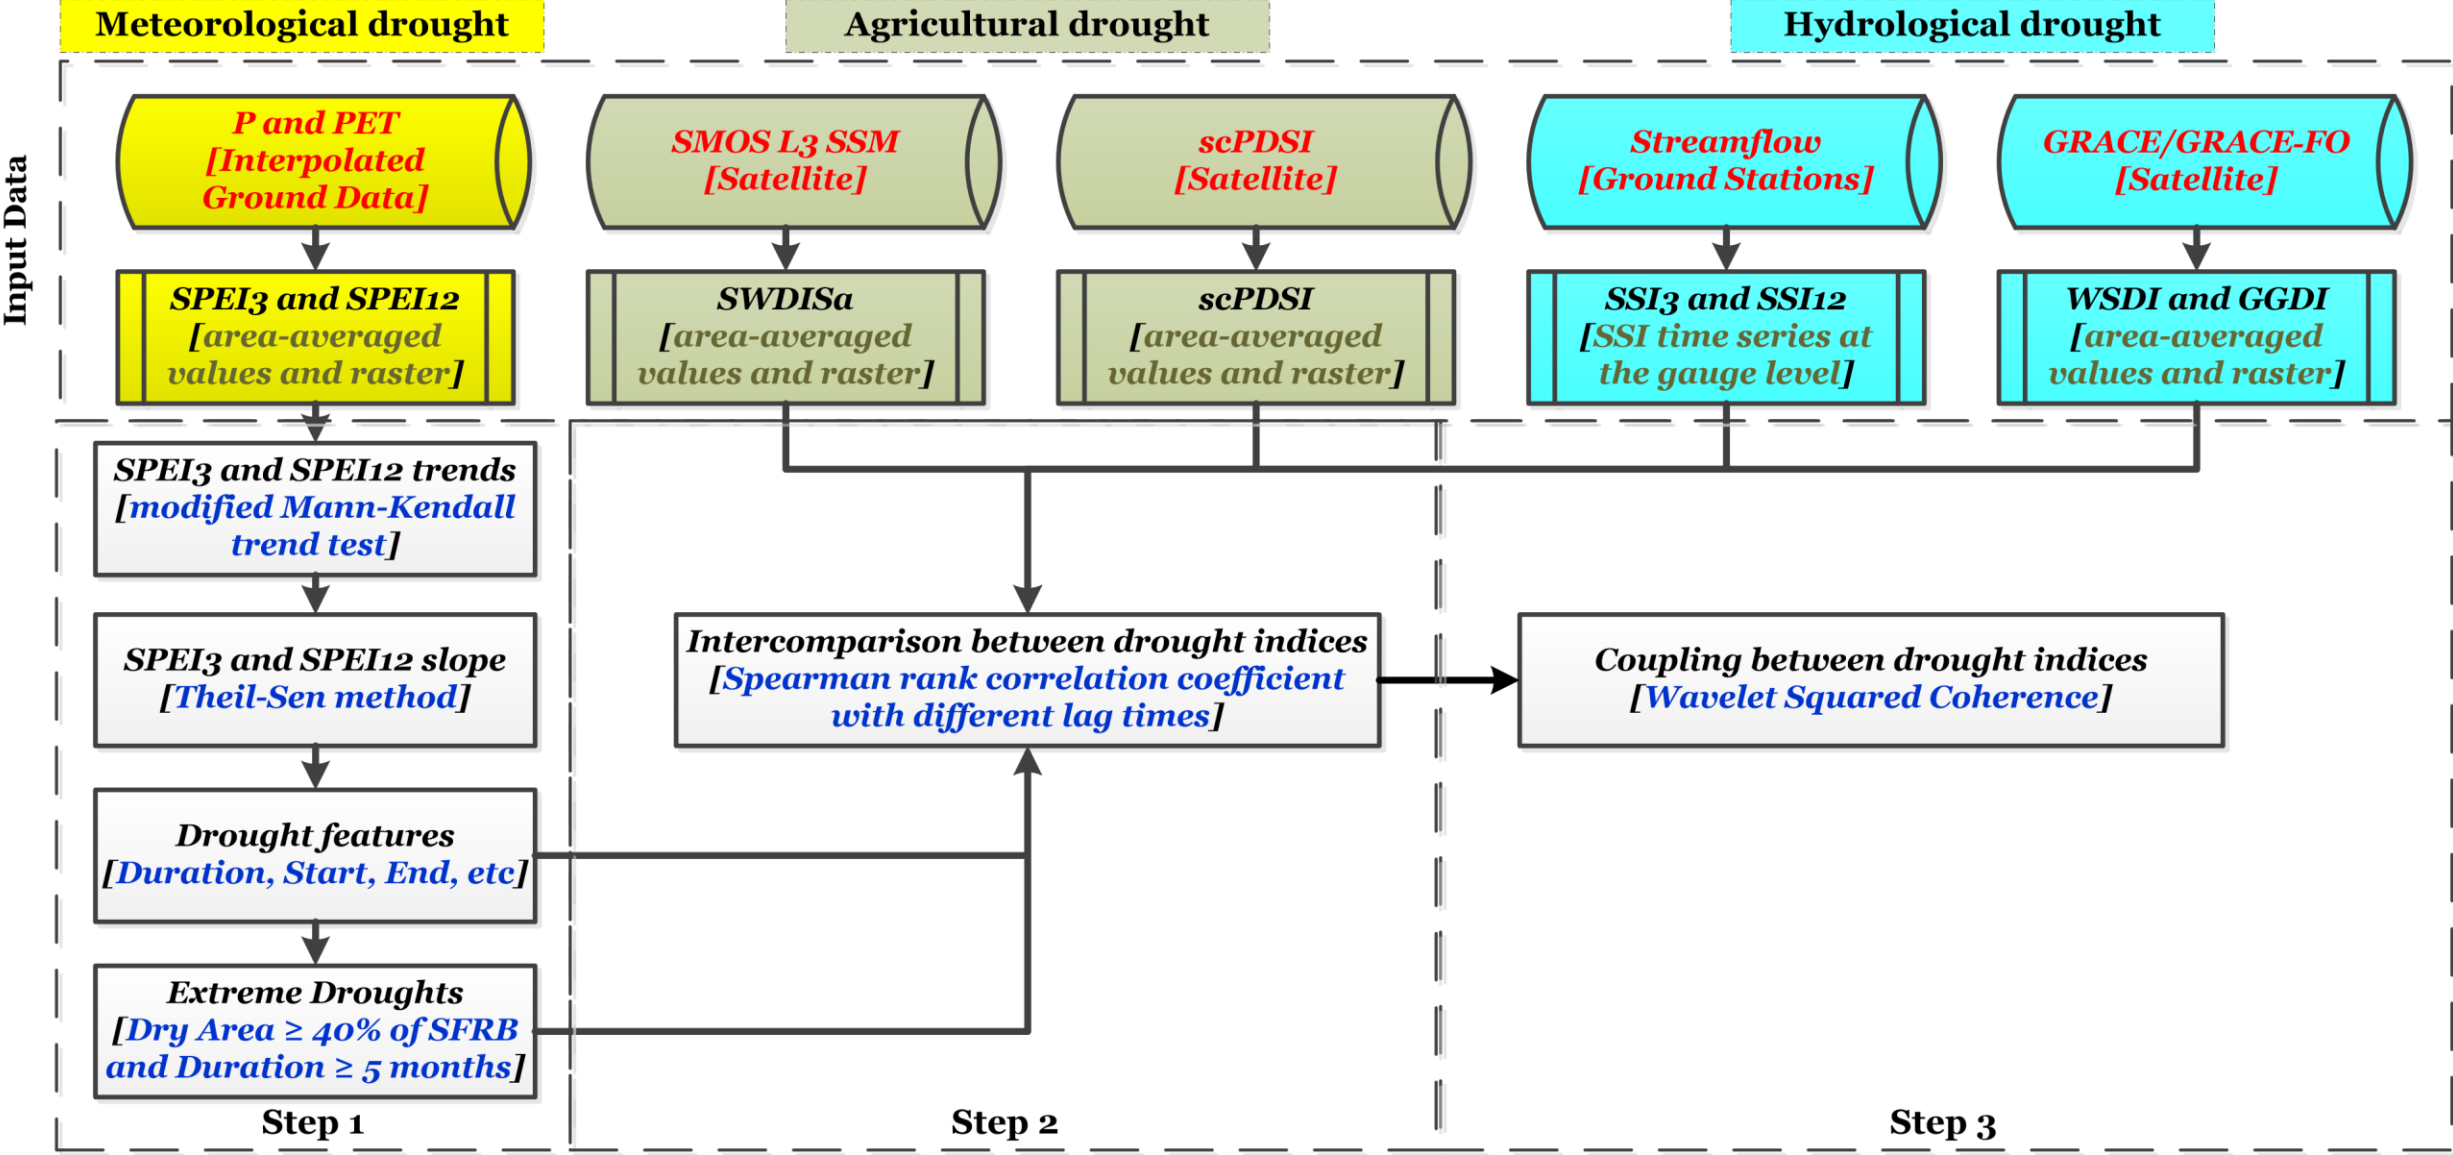 Meteorological drought
Agricultural drought
Hydrological drought
Input Data
P and PET
[Interpolated
Ground Data]
SMOS L3 SSM
[Satellite]
scPDSI
[Satellite]
Streamflow
[Ground Stations]
GRACE/GRACE-FO
[Satellite]
SPEI3 and SPEI12
[area-averaged
values and raster]
SWDISa
[area-averaged
values and raster]
scPDSI
[area-averaged
values and raster]
SSI3 and SSI12
[SSI time series at
the gauge level]
WSDI and GGDI
[area-averaged
values and raster]
SPEI3 and SPEI12 trends
[modified Mann-Kendall
trend test]
SPEI3 and SPEI12 slope
[Theil-Sen method]
Drought features
[Duration, Start, End, etc]
Extreme Droughts
[Dry Area ≥ 40% of SFRB
and Duration ≥ 5 months]
Step 1
Intercomparison between drought indices
[Spearman rank correlation coefficient
with different lag times]
Step 2
Coupling between drought indices
[Wavelet Squared Coherence]
Step 3